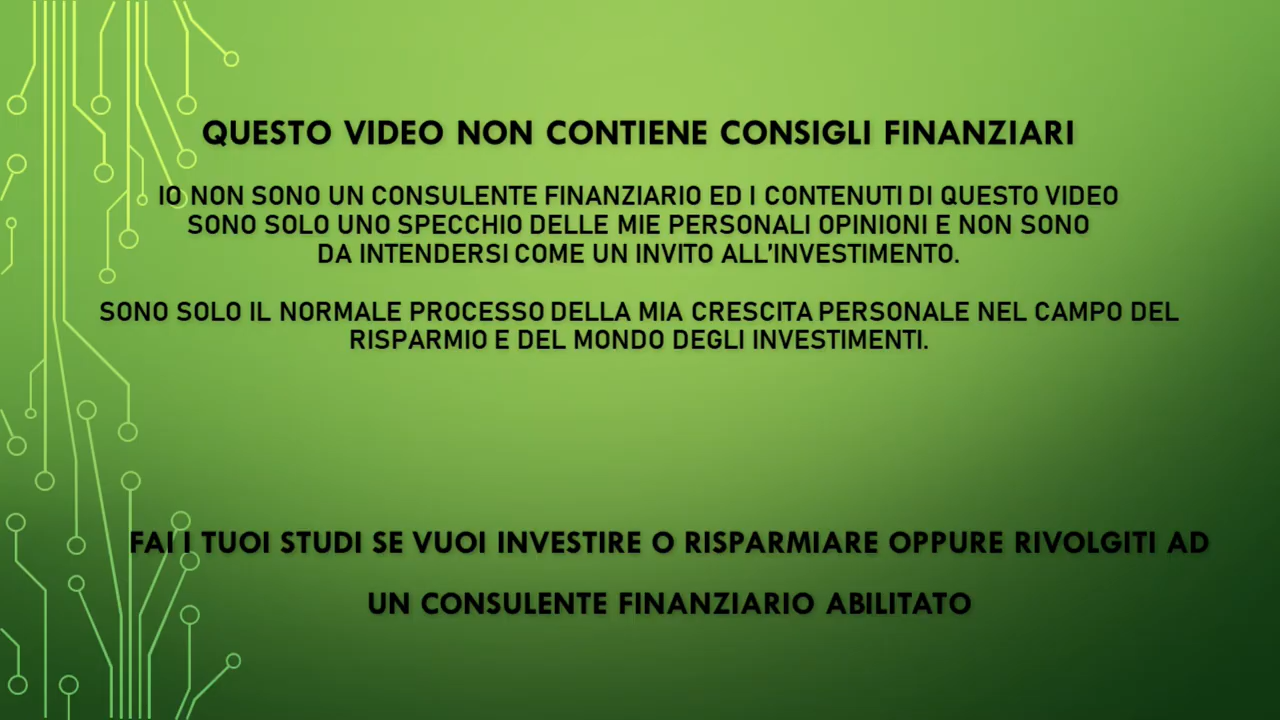 QUESTO VIDEO NON CONTIENE CONSIGLI FINANZIARI
IO NON SONO UN CONSULENTE FINANZIARIO ED I CONTENUTI DI QUESTO VIDEO
SONO SOLO UNO SPECCHIO DELLE MIE PERSONALI OPINIONI E NON SONO
DA INTENDERSI COME UN INVITO ALL'INVESTIMENTO.
SONO SOLO IL NORMALE PROCESSO DELLA MIA CRESCITA PERSONALE NEL CAMPO DEL
RISPARMIO E DEL MONDO DEGLI INVESTIMENTI.
FAI I TUOI STUDI SE VUOI INVESTIRE O RISPARMIARE OPPURE RIVOLGITI AD
UN CONSULENTE FINANZIARIO ABILITATO